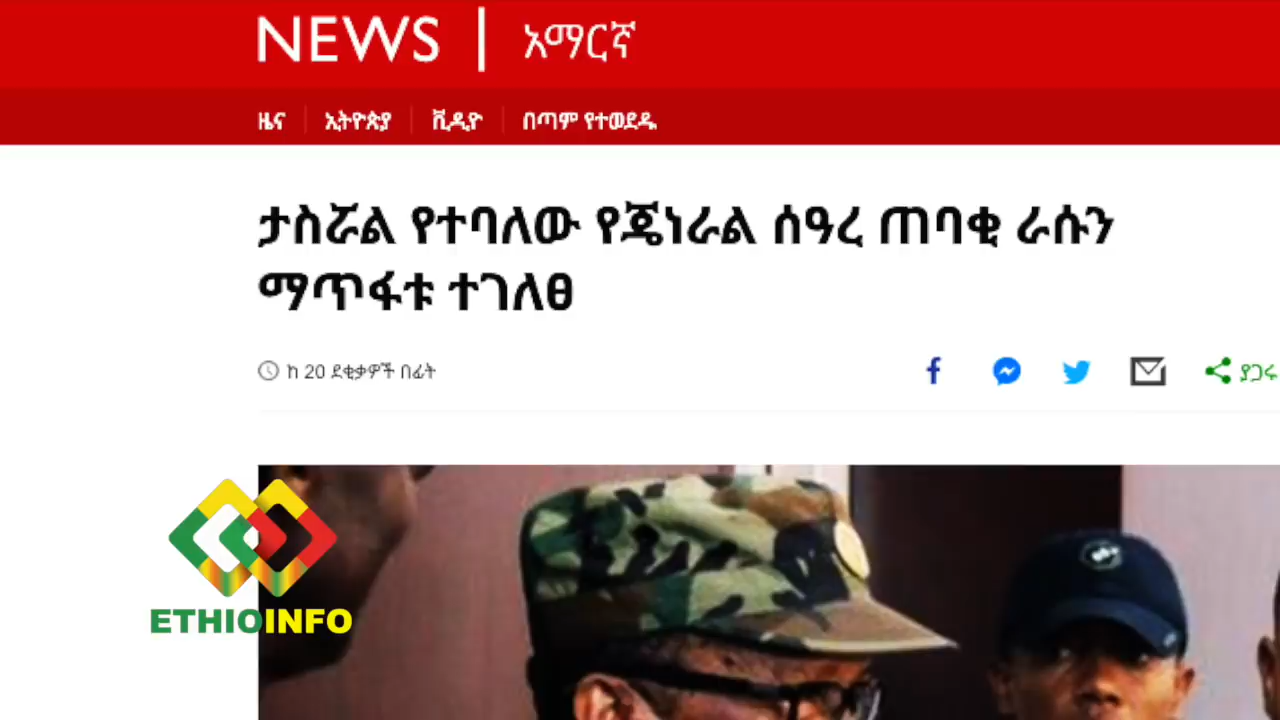 NEWS | አማርኛ
ዜና ኢትዮጵያ ቪዲዮ በጣም የተወደዱ
ታስሯል የተባለው የጄነራል ሰዓረ ጠባቂ ራሱን
ማጥፋቱ ተገለፀ
ከ 20 ደቂቃዎች በፊት
ያጋሩ
ETHIOINFO